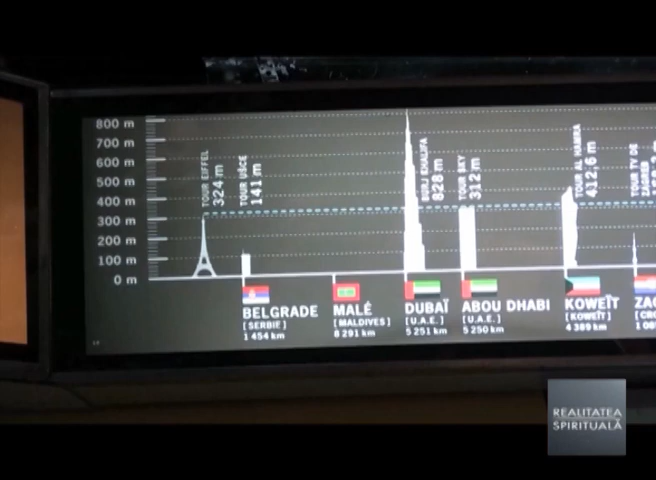 800 m
700 m
600 m
500 m
400 m
300 m
200 m
100 m
0 m
TOUR EIFFEL
324 m
TOUR UŠĆE
141 m
BURJ KHALIFA
828 m
TOUR SKY
312 m
TOUR AL HAMRA
412,6 m
TOUR TV DE
ZAGREB
BELGRADE
[SERBIE]
1 454 km
MALÉ
[MALDIVES]
8 291 km
DUBAÏ
[U.A.E.]
5 251 km
ABOU DHABI
[U.A.E.]
5 250 km
KOWEÏT
[KOWEÏT]
4 389 km
REALITATEA
SPIRITUALĂ